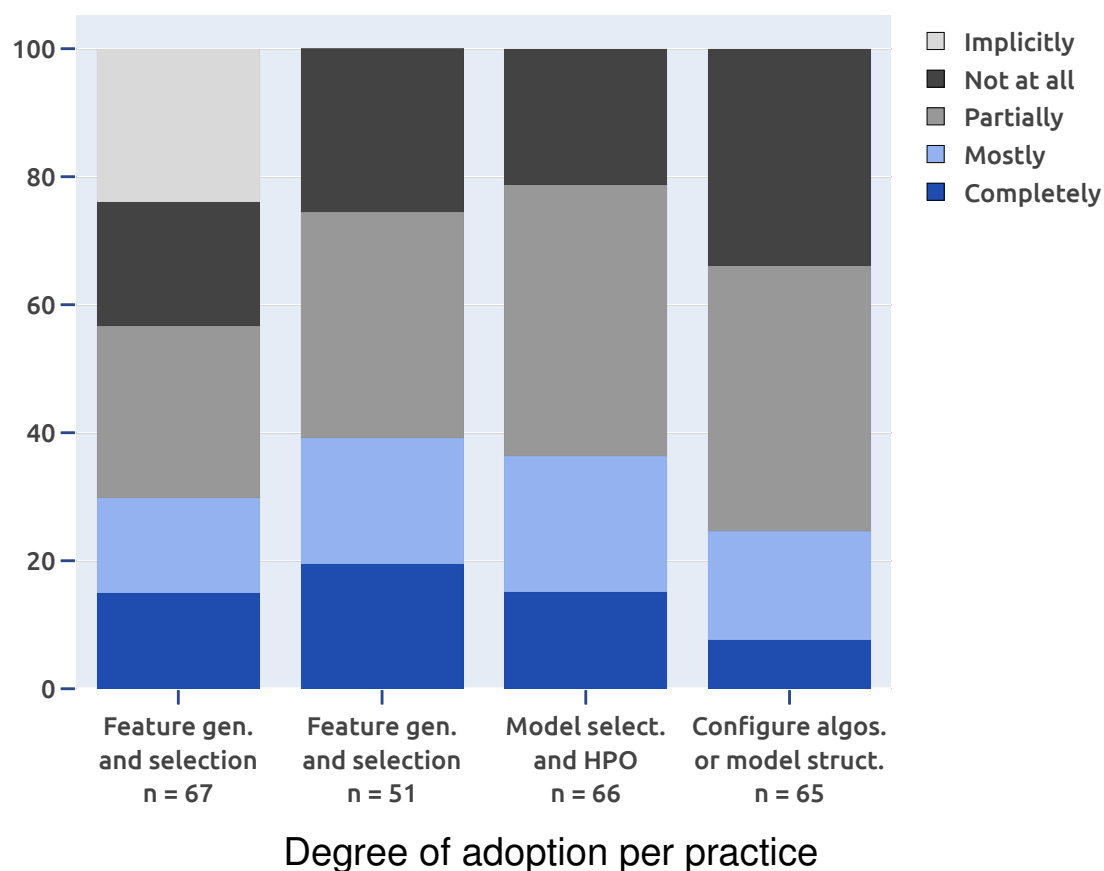 100
80
60
40
20
0
Implicitly
Not at all
Partially
Mostly
Completely
Feature gen.
and selection
n = 67
Feature gen.
and selection
n = 51
Model select.
and HPO
n = 66
Configure algos.
or model struct.
n = 65
Degree of adoption per practice